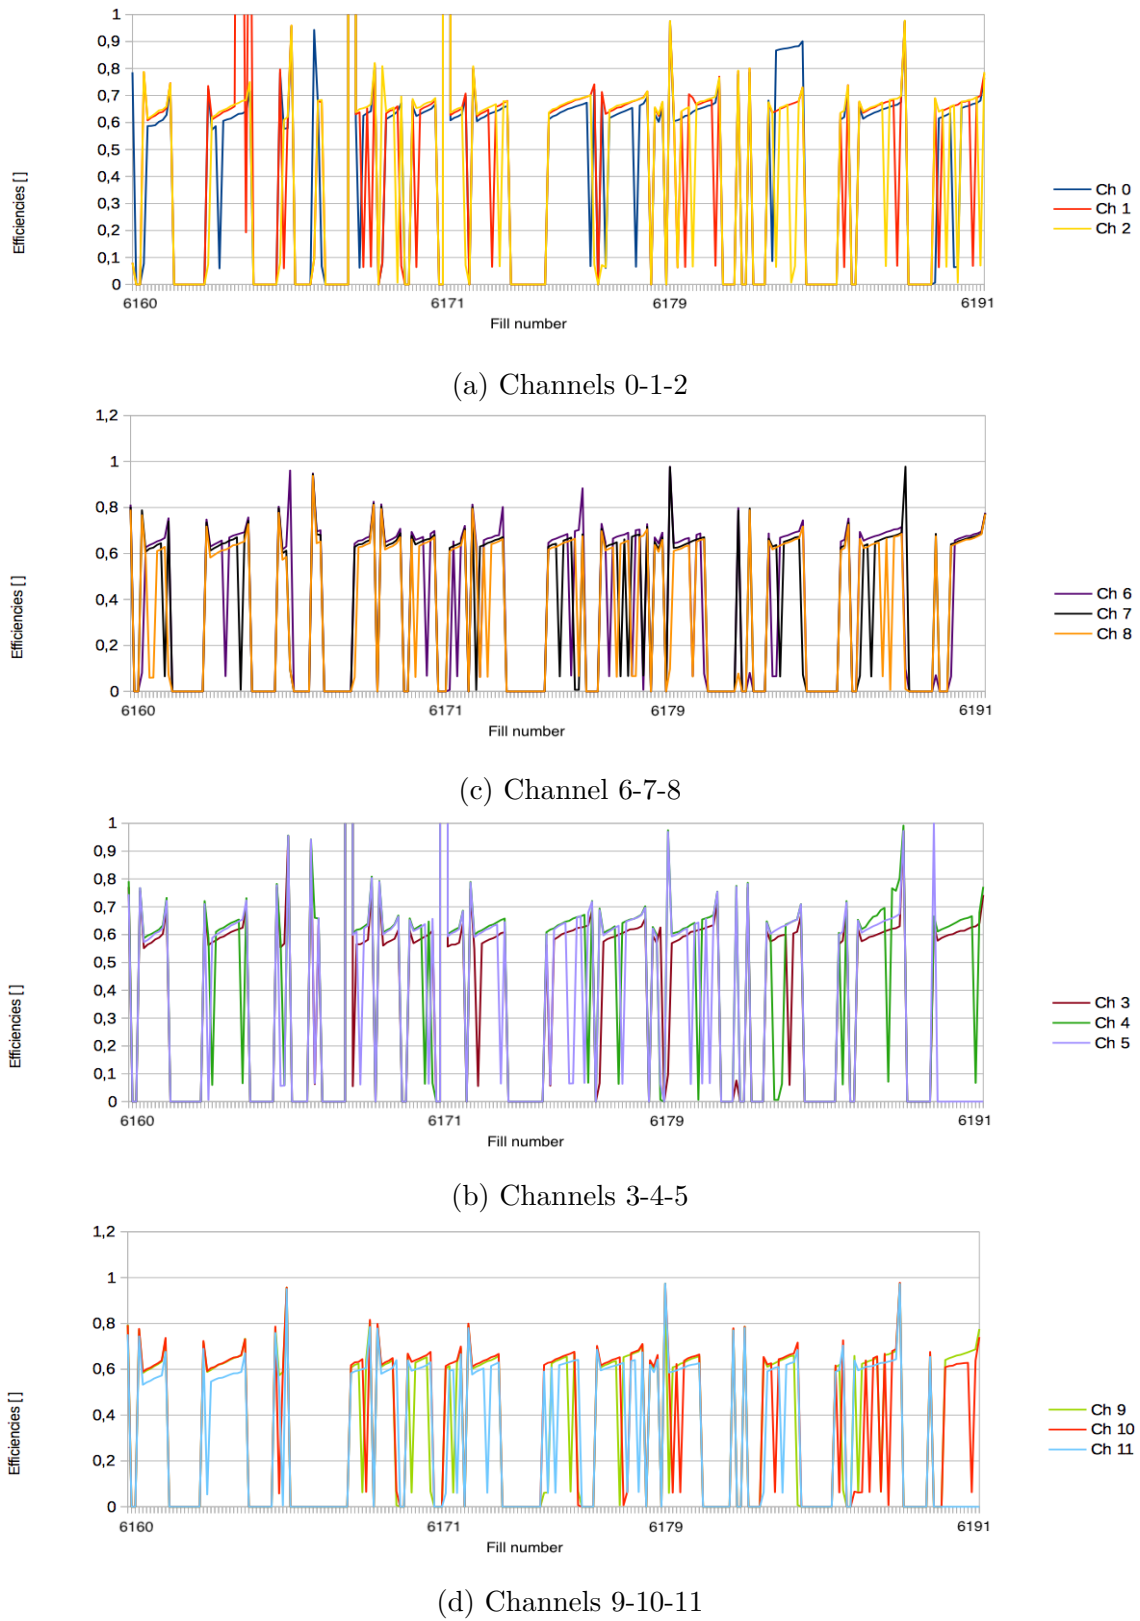 1
0,9
0,8
0,7
0,6
0,5
0,4
0,3
0,2
0,1
0
Efficiencies []
6160 6171 6179 6191
Fill number
Ch 0
Ch 1
Ch 2
(a) Channels 0-1-2
1,2
1
0,8
0,6
0,4
0,2
0
Efficiencies []
6160 6171 6179 6191
Fill number
Ch 6
Ch 7
Ch 8
(c) Channel 6-7-8
1
0,9
0,8
0,7
0,6
0,5
0,4
0,3
0,2
0,1
0
Efficiencies []
6160 6171 6179 6191
Fill number
Ch 3
Ch 4
Ch 5
(b) Channels 3-4-5
1,2
1
0,8
0,6
0,4
0,2
0
Efficiencies []
6160 6171 6179 6191
Fill number
Ch 9
Ch 10
Ch 11
(d) Channels 9-10-11